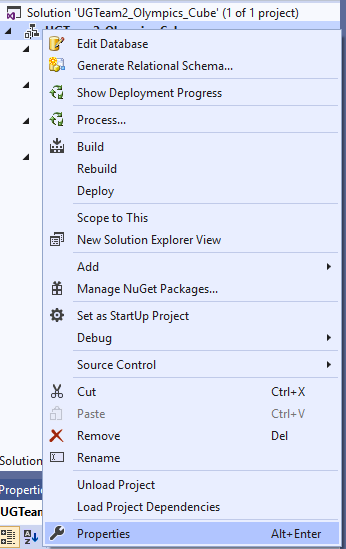 Solution 'UGTeam2_Olympics_Cube' (1 of 1 project)
Edit Database
Generate Relational Schema...
Show Deployment Progress
Process...
Build
Rebuild
Deploy
Scope to This
New Solution Explorer View
Add
Manage NuGet Packages...
Set as StartUp Project
Debug
Source Control
Cut Ctrl+X
Paste Ctrl+V
Solution
Remove Del
Rename
Propertie
Unload Project
UGTeam
Load Project Dependencies
Properties Alt+Enter